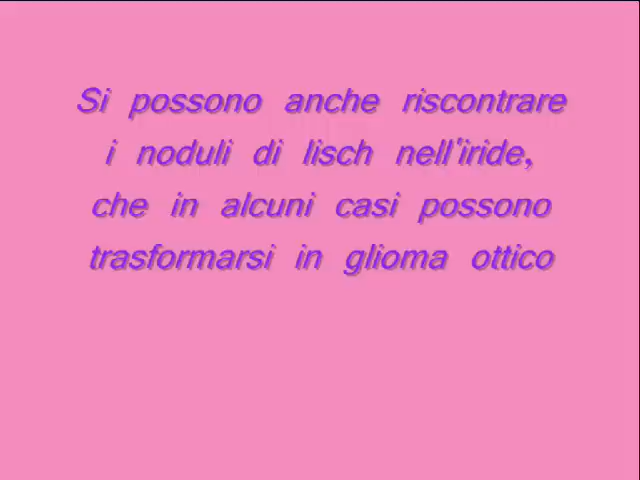 Si possono anche riscontrare
i noduli di lisch nell'iride,
che in alcuni casi possono
trasformarsi in glioma ottico